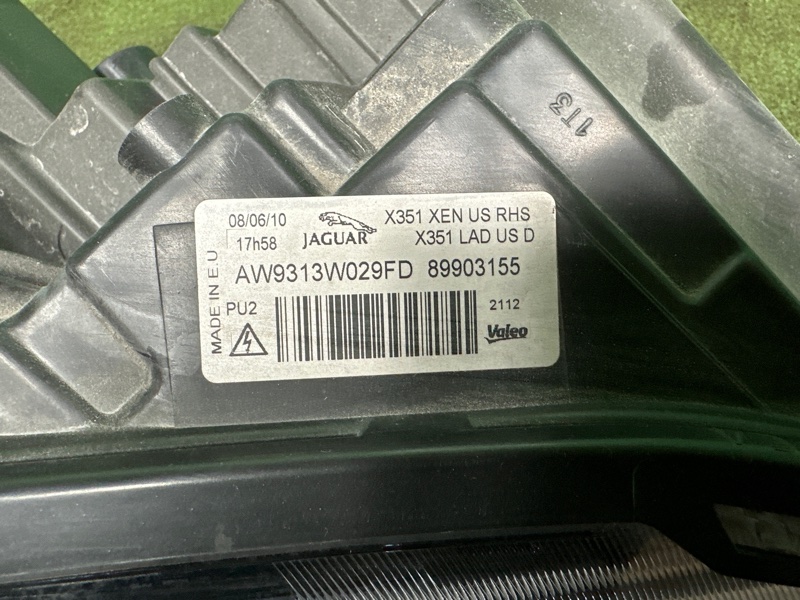 1T3
08/06/10
17h58
JAGUAR
X351 XEN US RHS
X351 LAD US D
AW9313W029FD 89903155
MADE IN E.U
PU2
2112
Valeo